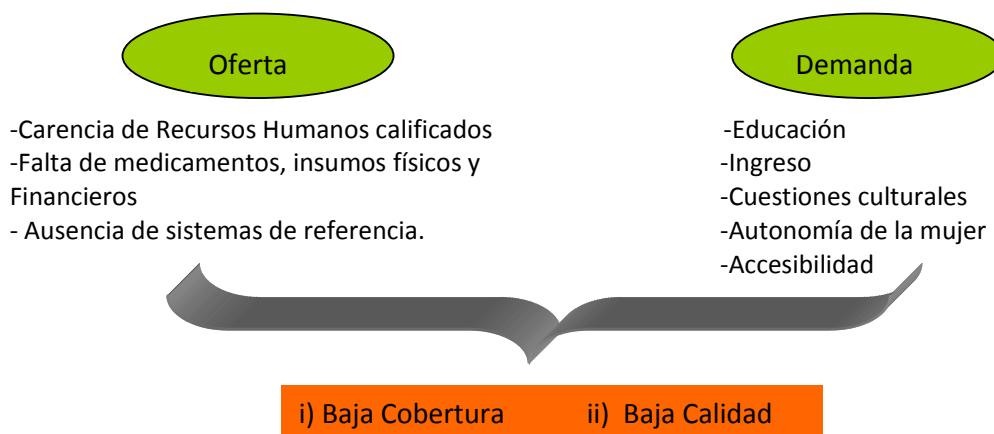 Oferta
-Carencia de Recursos Humanos calificados
-Falta de medicamentos, insumos físicos y
Financieros
- Ausencia de sistemas de referencia.
Demanda
-Educación
-Ingreso
-Cuestiones culturales
-Autonomía de la mujer
-Accesibilidad
i) Baja Cobertura ii) Baja Calidad